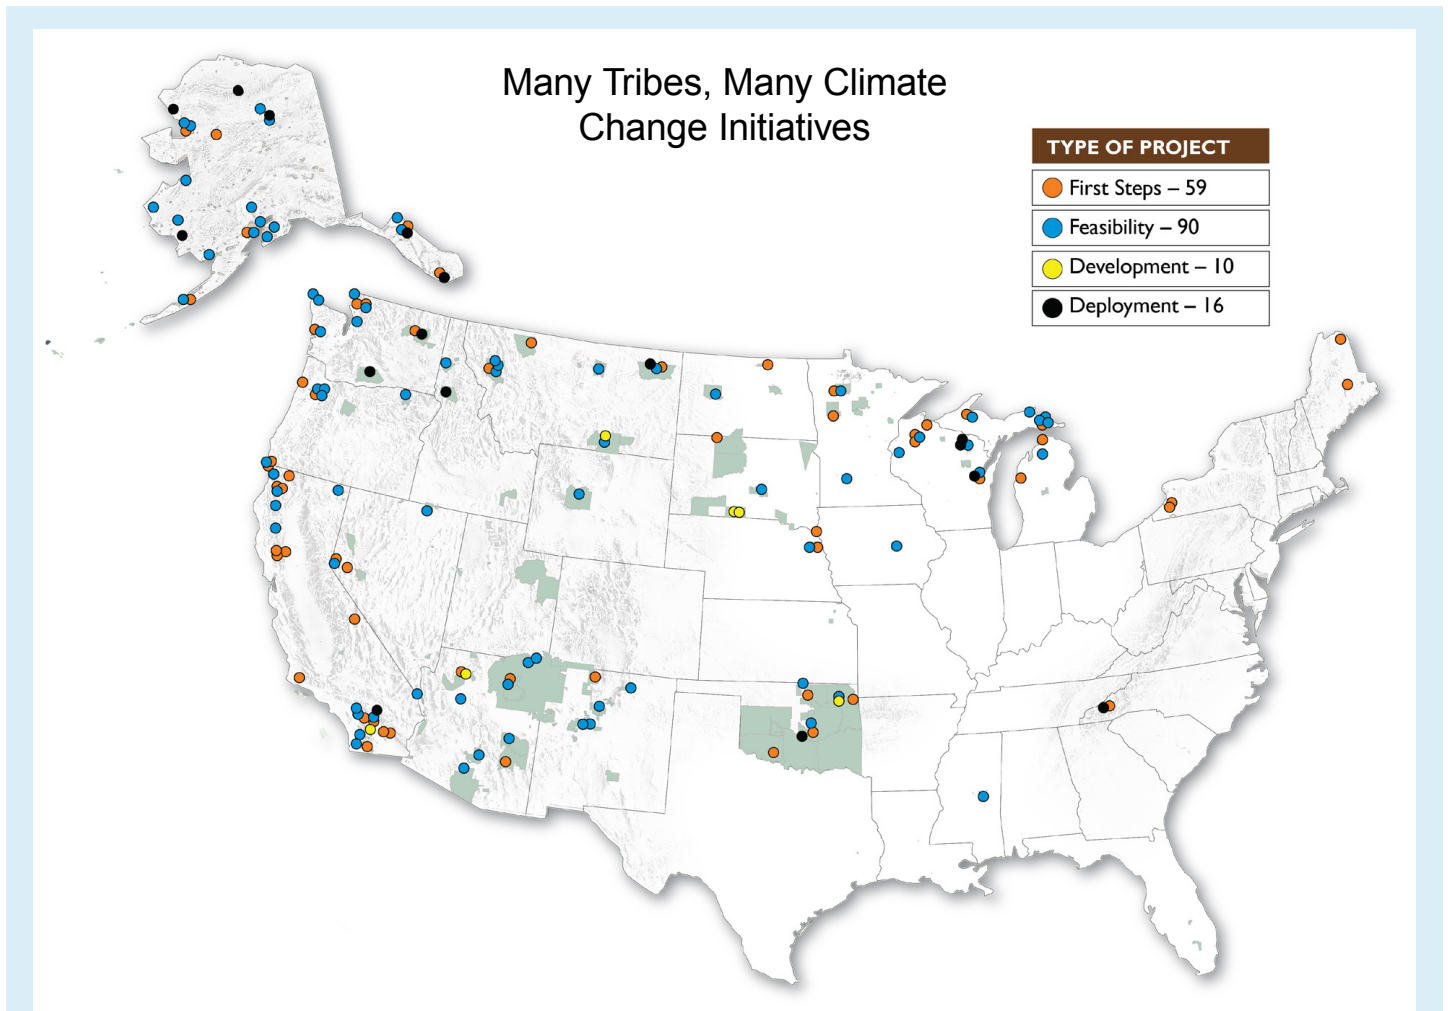 Many Tribes, Many Climate
Change Initiatives
TYPE OF PROJECT
First Steps – 59
Feasibility – 90
Development – 10
Deployment – 16